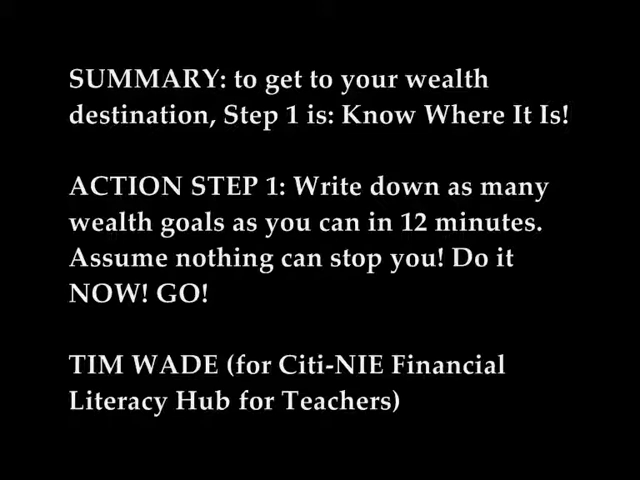 SUMMARY: to get to your wealth
destination, Step 1 is: Know Where It Is!
ACTION STEP 1: Write down as many
wealth goals as you can in 12 minutes.
Assume nothing can stop you! Do it
NOW! GO!
TIM WADE (for Citi-NIE Financial
Literacy Hub for Teachers)